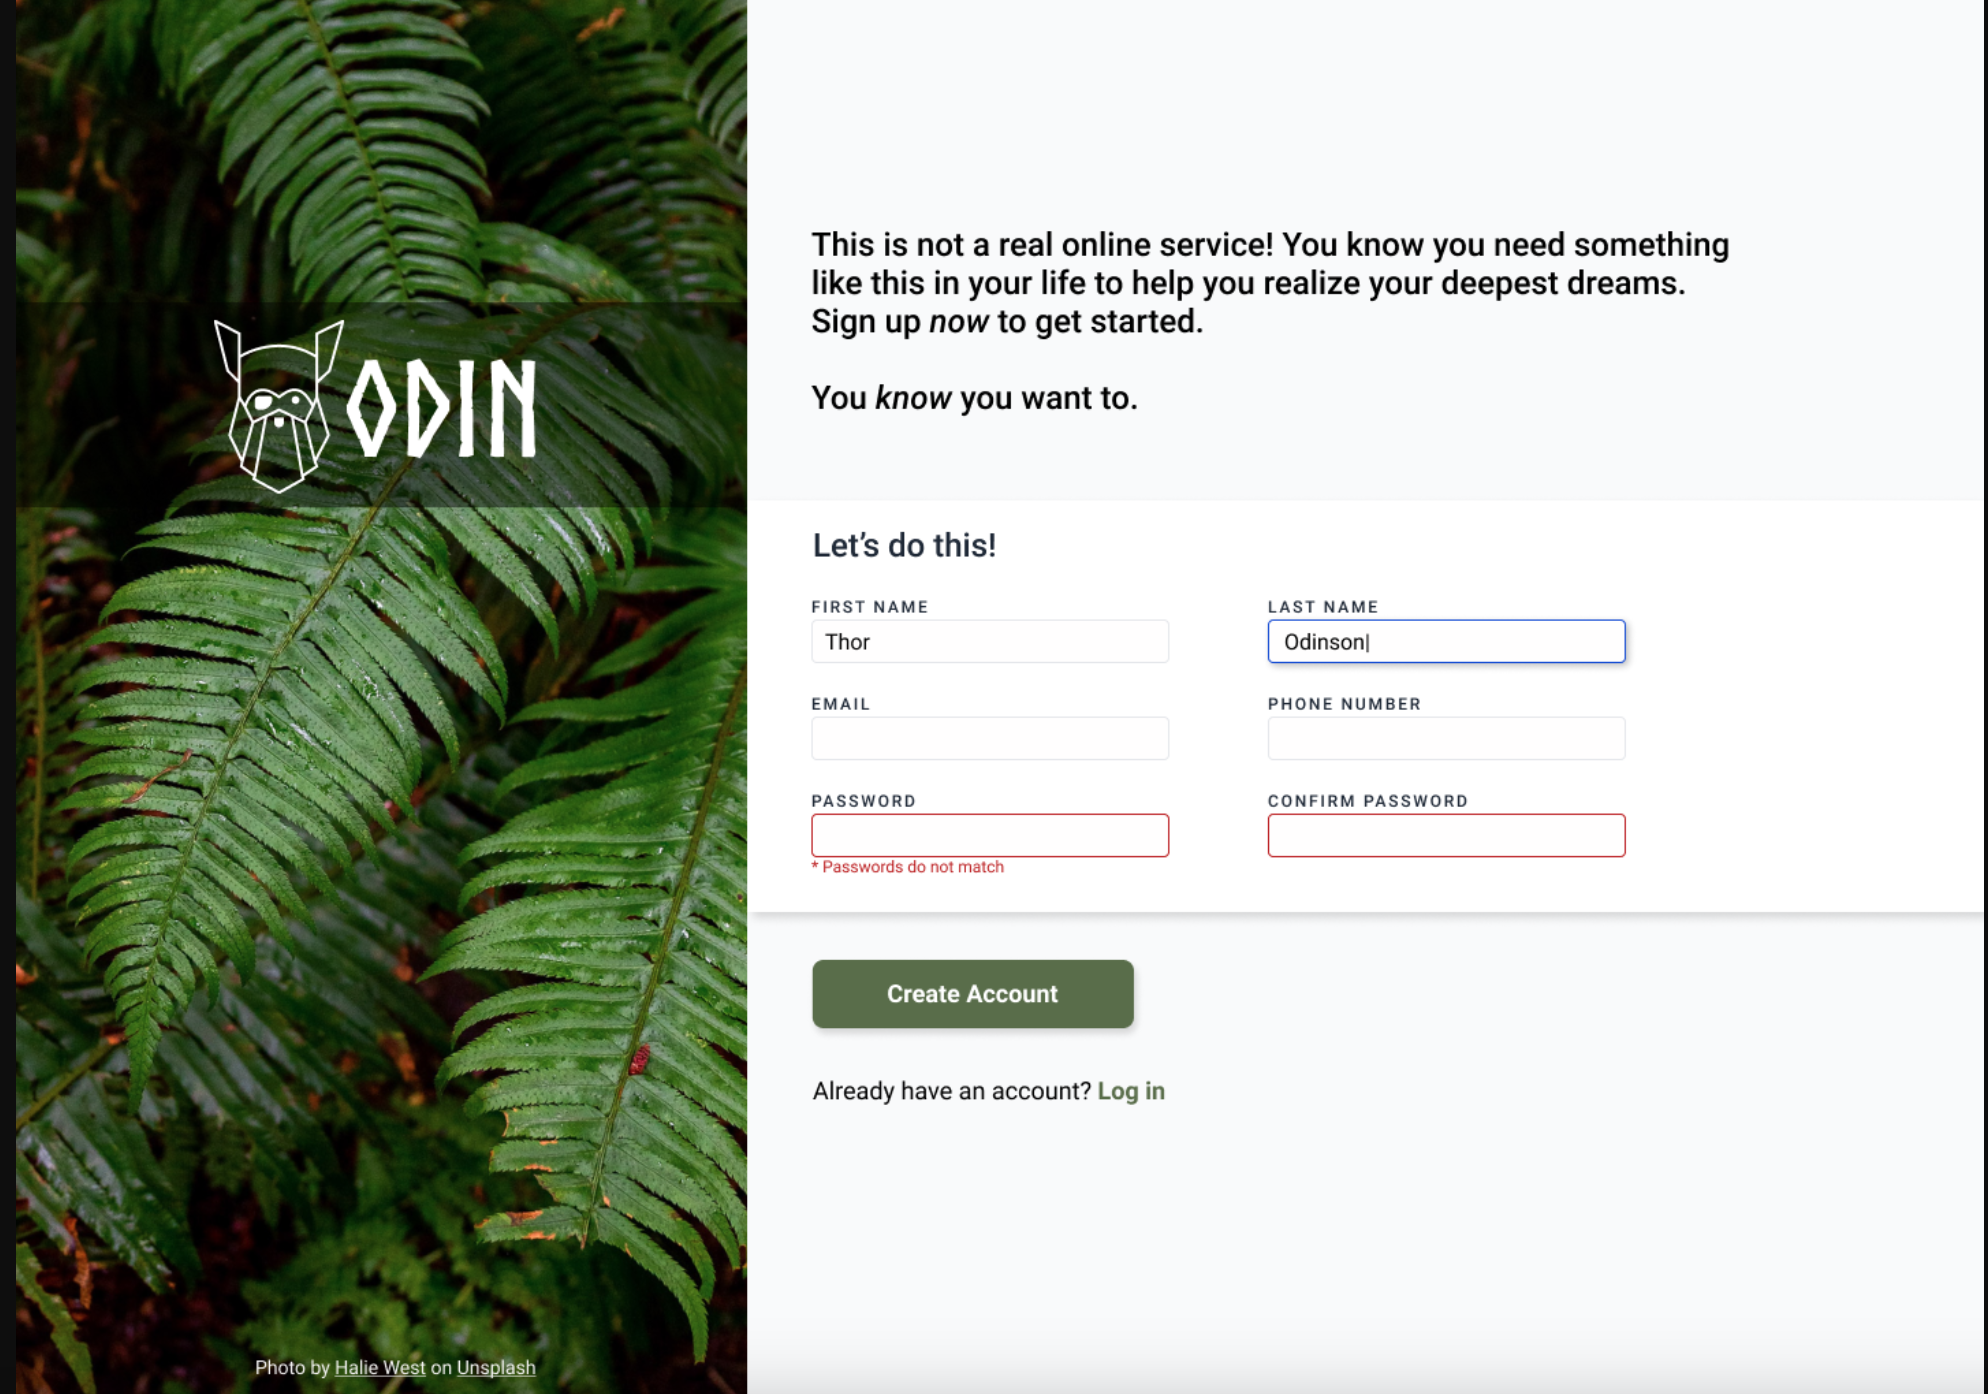 ODIN
Photo by Halie West on Unsplash
This is not a real online service! You know you need something
like this in your life to help you realize your deepest dreams.
Sign up now to get started.
You know you want to.
Let’s do this!
FIRST NAME
Thor
LAST NAME
Odinson
EMAIL
PHONE NUMBER
PASSWORD
* Passwords do not match
CONFIRM PASSWORD
Create Account
Already have an account? Log in